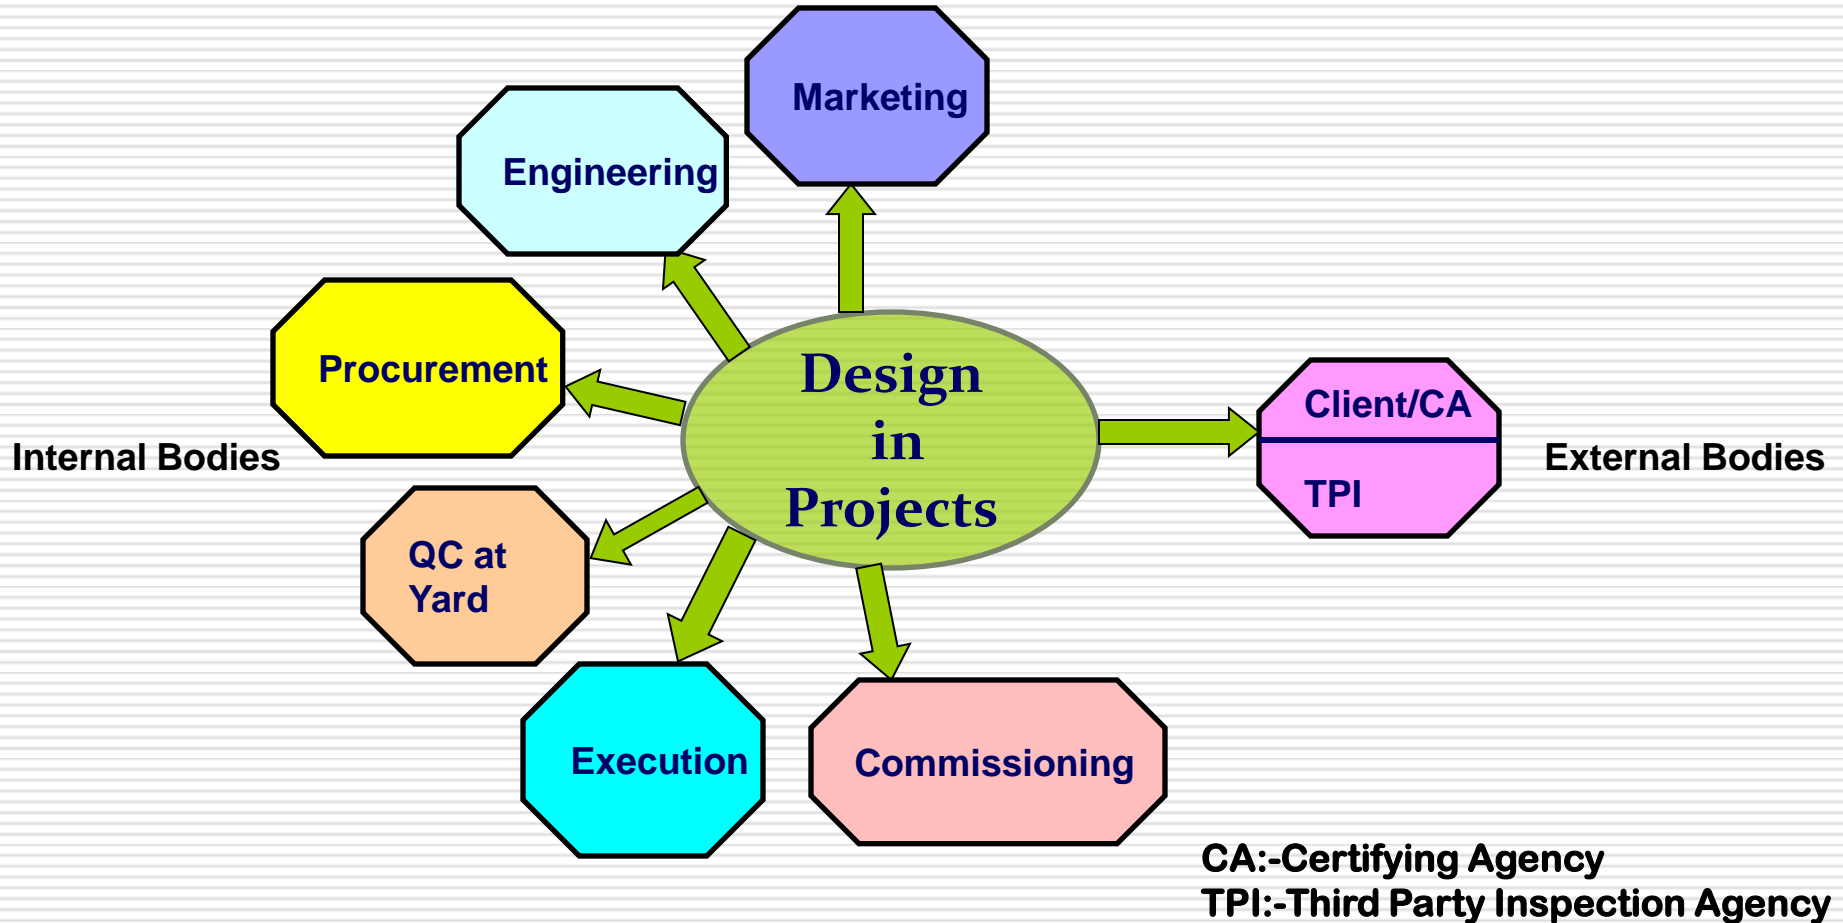 Marketing
Engineering
Procurement
Design
in
Projects
Client/CA
TPI
Internal Bodies
External Bodies
QC at
Yard
Execution
Commissioning
CA:-Certifying Agency
TPI:-Third Party Inspection Agency